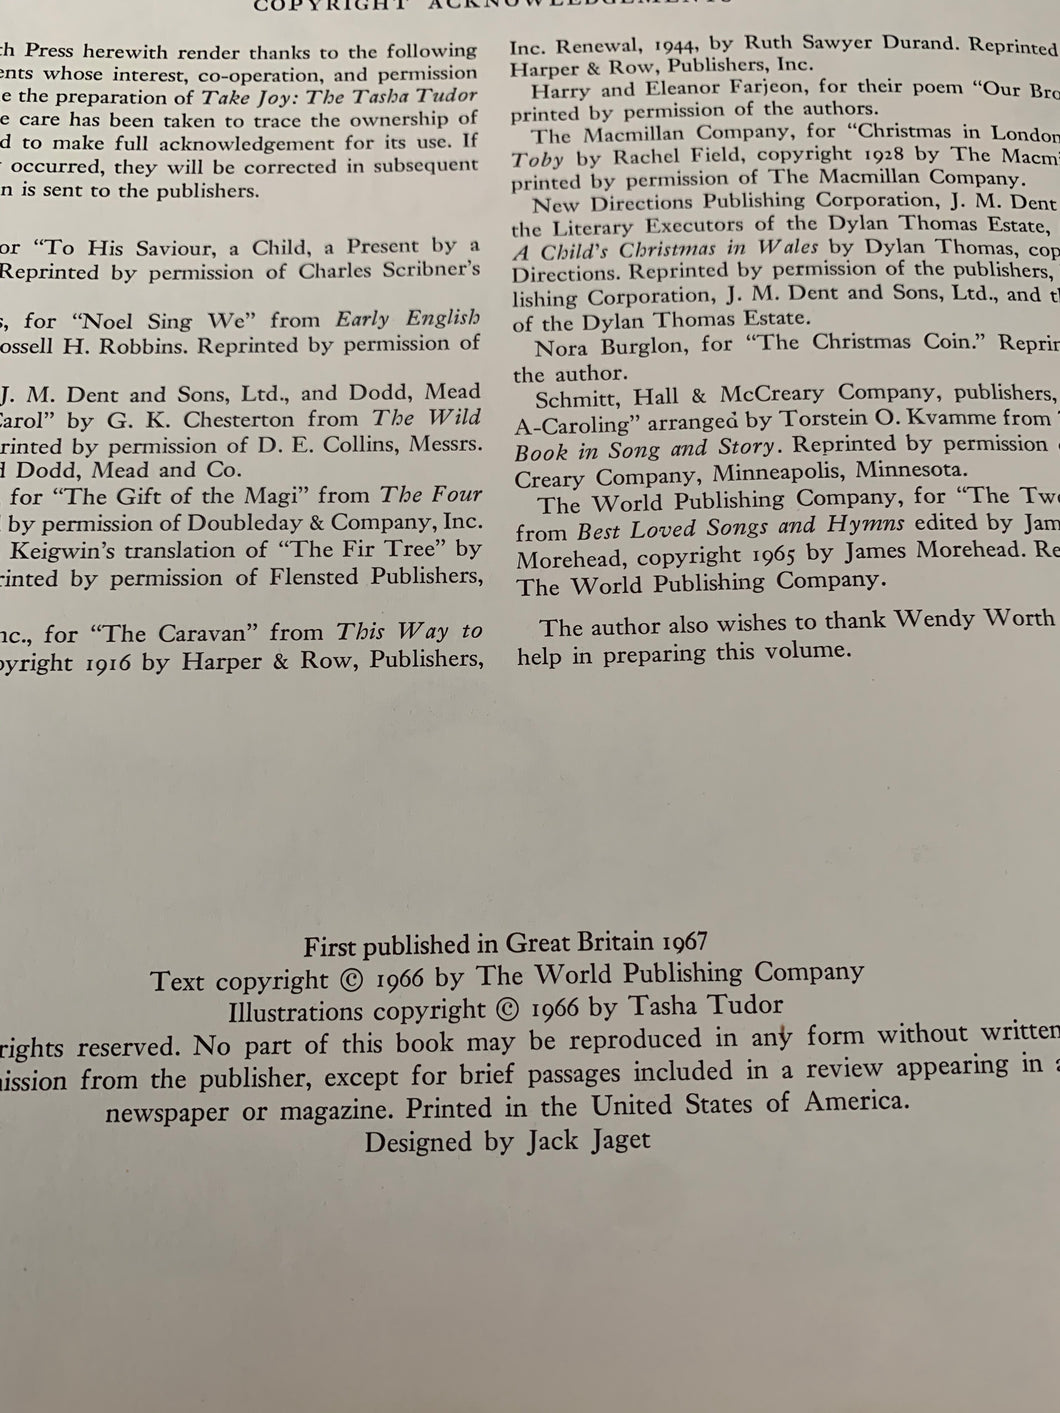 COPYRIGHT ACKNOWLEDGEMENTS
Press herewith render thanks to the following
whose interest, co-operation, and permission
the preparation of Take Joy: The Tasha Tudor
care has been taken to trace the ownership of
to make full acknowledgement for its use. If
occurred, they will be corrected in subsequent
is sent to the publishers.
“To His Saviour, a Child, a Present by a
Reprinted by permission of Charles Scribner’s
for “Noel Sing We” from Early English
H. Robbins. Reprinted by permission of
J. M. Dent and Sons, Ltd., and Dodd, Mead
Carol” by G. K. Chesterton from The Wild
by permission of D. E. Collins, Messrs.
Dodd, Mead and Co.
for “The Gift of the Magi” from The Four
by permission of Doubleday & Company, Inc.
Keigwin’s translation of “The Fir Tree” by
by permission of Flensted Publishers,
for “The Caravan” from This Way to
1916 by Harper & Row, Publishers,
Inc. Renewal, 1944, by Ruth Sawyer Durand. Reprinted
Harper & Row, Publishers, Inc.
Harry and Eleanor Farjeon, for their poem “Our
printed by permission of the authors.
The Macmillan Company, for “Christmas in London
Toby by Rachel Field, copyright 1928 by The
printed by permission of The Macmillan Company.
New Directions Publishing Corporation, J. M. Dent
the Literary Executors of the Dylan Thomas Estate,
A Child’s Christmas in Wales by Dylan Thomas,
Directions. Reprinted by permission of the publishers,
lishing Corporation, J. M. Dent and Sons, Ltd., and
of the Dylan Thomas Estate.
Nora Burglon, for “The Christmas Coin.”
the author.
Schmitt, Hall & McCreary Company, publishers,
A-Caroling” arranged by Torstein O. Kvamme from
Book in Song and Story. Reprinted by permission
Creary Company, Minneapolis, Minnesota.
The World Publishing Company, for “The
from Best Loved Songs and Hymns edited by
Morehead, copyright 1965 by James Morehead.
The World Publishing Company.
The author also wishes to thank Wendy Worth
help in preparing this volume.
First published in Great Britain 1967
Text copyright © 1966 by The World Publishing Company
Illustrations copyright © 1966 by Tasha Tudor
rights reserved. No part of this book may be reproduced in any form without written
from the publisher, except for brief passages included in a review appearing in
newspaper or magazine. Printed in the United States of America.
Designed by Jack Jaget